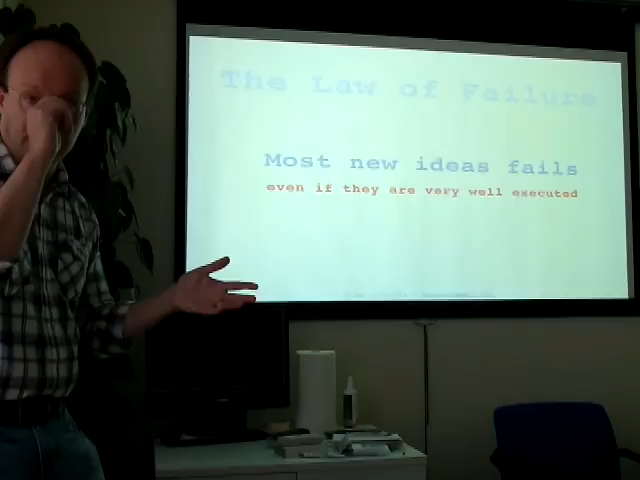 The Law of Failure
Most new ideas fails
even if they are very well executed